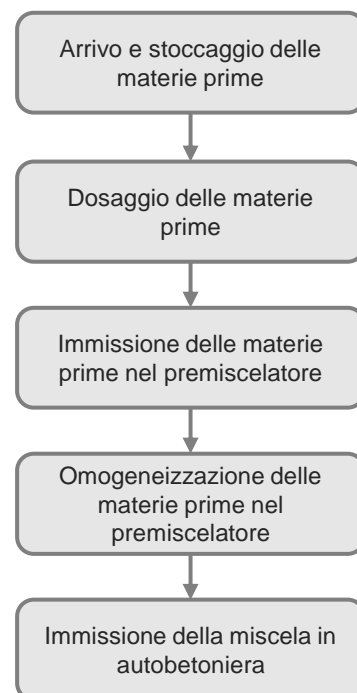 Arrivo e stoccaggio delle
materie prime
Dosaggio delle materie
prime
Immissione delle materie
prime nel premiscelatore
Omogeneizzazione delle
materie prime nel
premiscelatore
Immissione della miscela in
autobetoniera